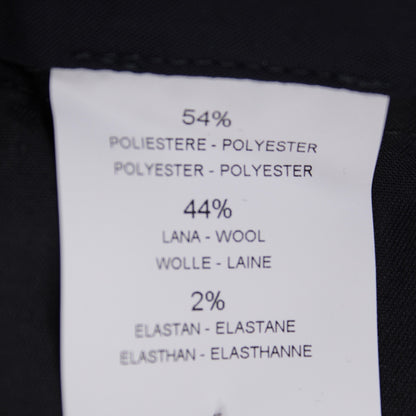 54%
POLIESTERE - POLYESTER
POLYESTER - POLYESTER
44%
LANA - WOOL
WOLLE - LAINE
2%
ELASTAN - ELASTANE
ELASTHAN - ELASTHANNE